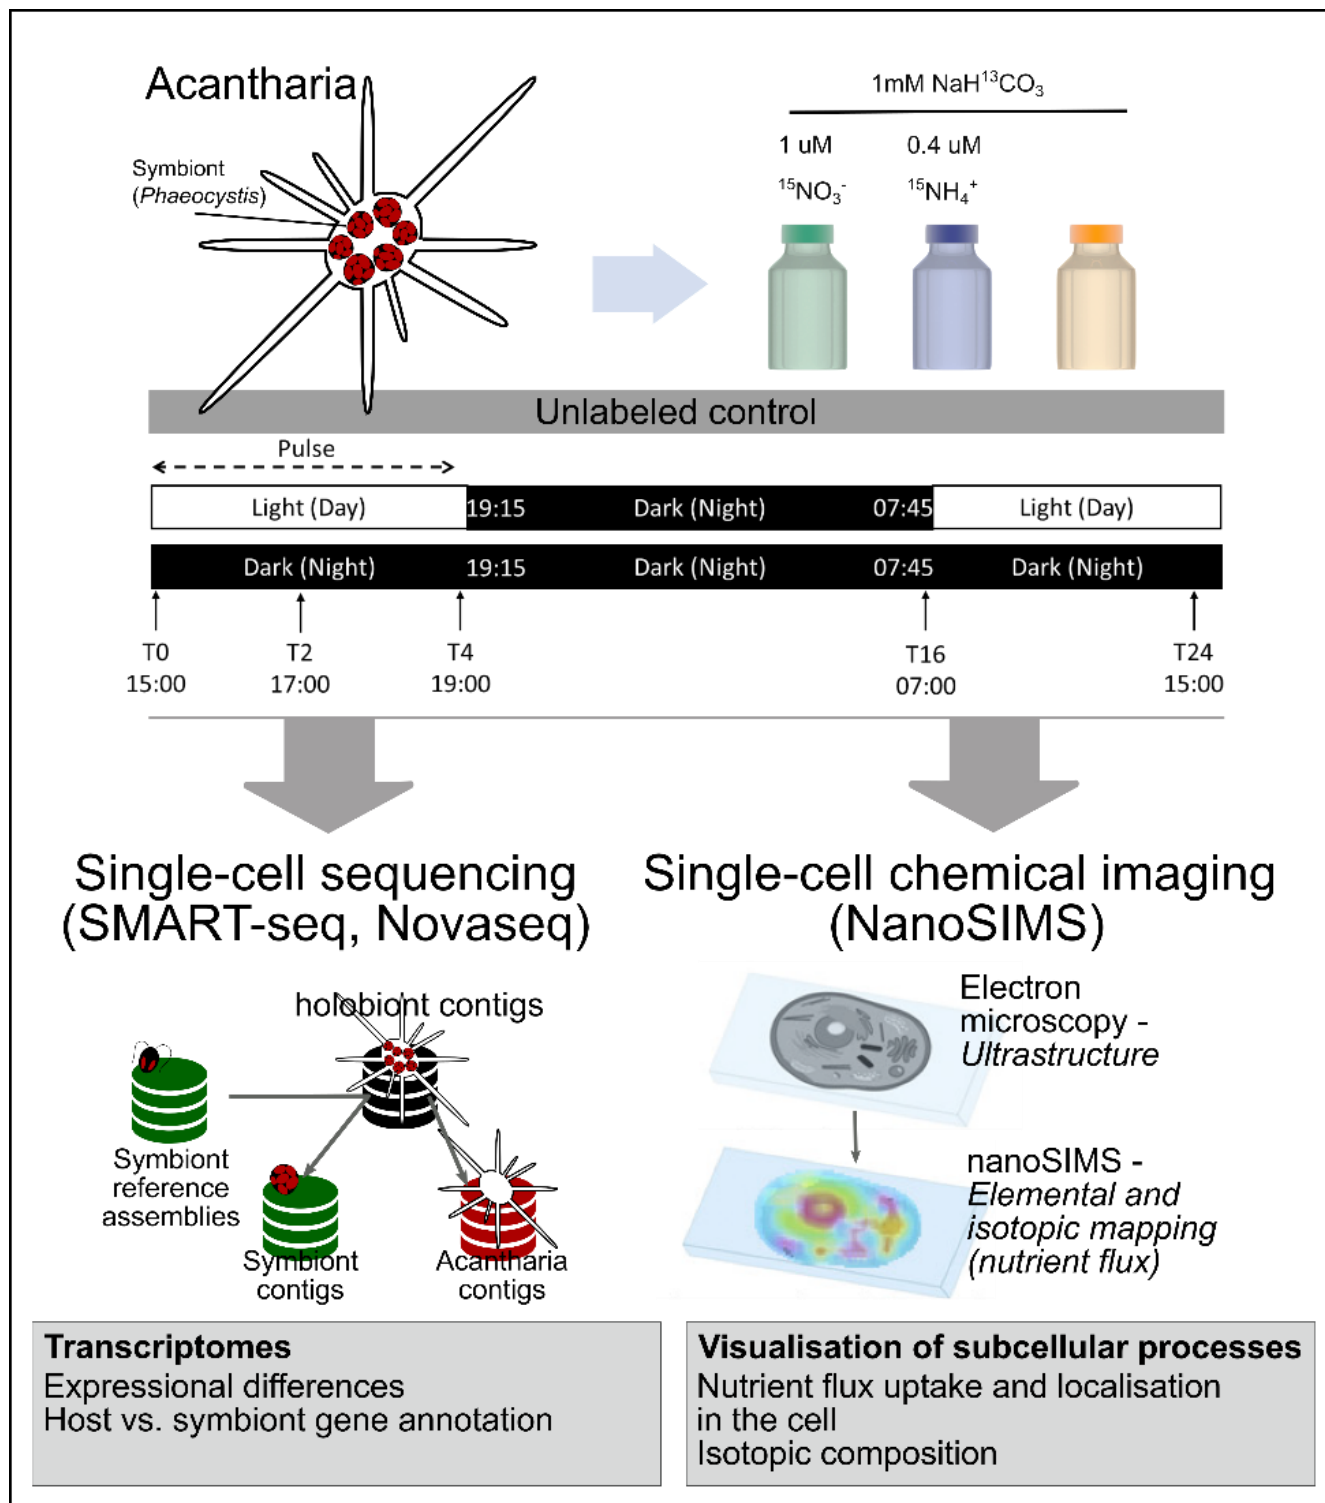 Acantharia
Symbiont
(Phaeocystis)
1mM NaH¹³CO₃
1 uM
0.4 uM
¹⁵NO₃⁻
¹⁵NH₄⁺
Unlabeled control
Pulse
Light (Day)
19:15
Dark (Night)
07:45
Light (Day)
Dark (Night)
19:15
Dark (Night)
07:45
Dark (Night)
T0
15:00
T2
17:00
T4
19:00
T16
07:00
T24
15:00
Single-cell sequencing
(SMART-seq, Novaseq)
holobiont contigs
Symbiont
reference
assemblies
Symbiont
contigs
Acantharia
contigs
Single-cell chemical imaging
(NanoSIMS)
Electron
microscopy -
Ultrastructure
nanoSIMS -
Elemental and
isotopic mapping
(nutrient flux)
Transcriptomes
Expressional differences
Host vs. symbiont gene annotation
Visualisation of subcellular processes
Nutrient flux uptake and localisation
in the cell
Isotopic composition